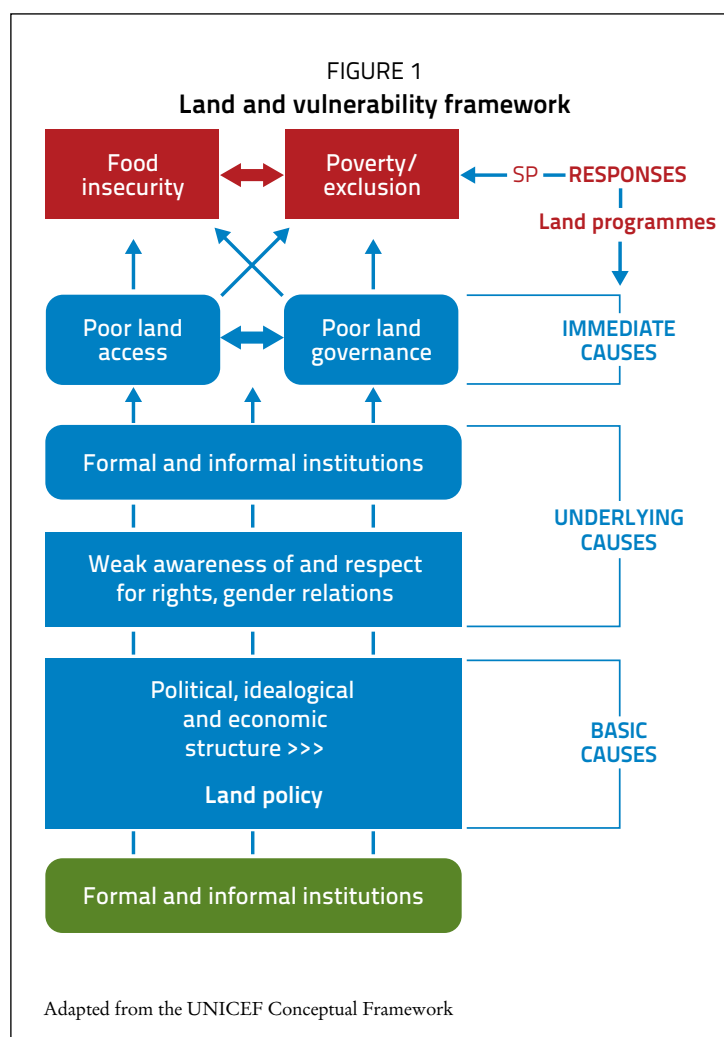 FIGURE 1
Land and vulnerability framework
Food
insecurity
Poverty/
exclusion
SP
RESPONSES
Land programmes
Poor land
access
Poor land
governance
IMMEDIATE
CAUSES
Formal and informal institutions
UNDERLYING
CAUSES
Weak awareness of and respect
for rights, gender relations
Political, idealogical
and economic
structure >>>
Land policy
BASIC
CAUSES
Formal and informal institutions
Adapted from the UNICEF Conceptual Framework